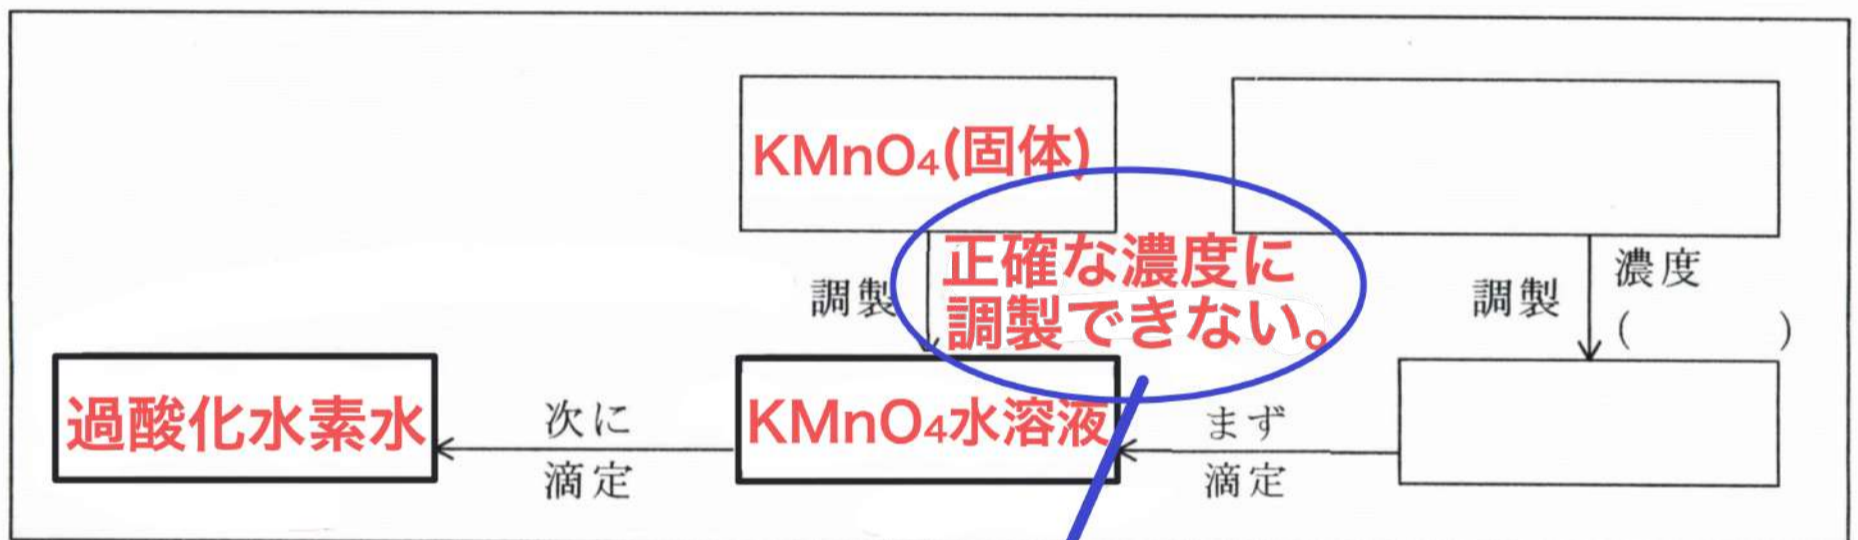 KMnO₄(固体)
正確な濃度に
調製できない。
調製
調製
濃度
(　　　)
過酸化水素水
次に
滴定
KMnO₄水溶液
まず
滴定